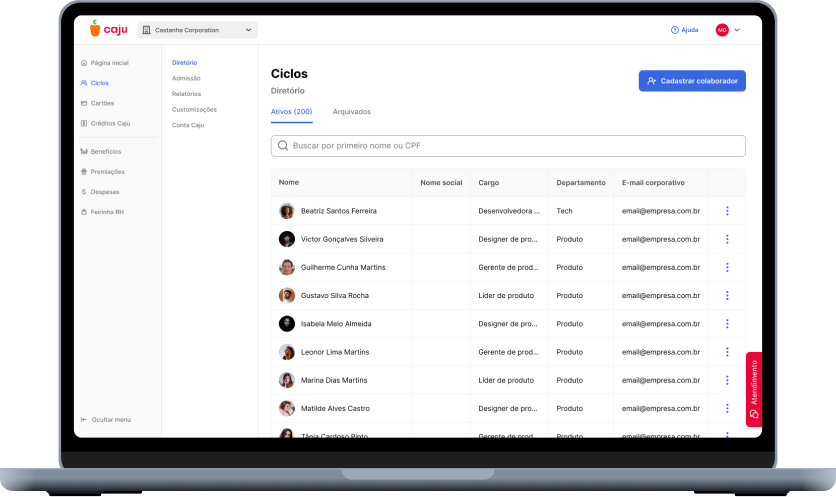 caju
Castanha Corporation
Ajuda
MG
Página inicial
Ciclos
Cartões
Créditos Caju
Benefícios
Premiações
Despesas
Feirinha RH
Ocultar menu
Diretório
Admissão
Relatórios
Customizações
Conta Caju
Ciclos
Diretório
Cadastrar colaborador
Ativos (200) Arquivados
Buscar por primeiro nome ou CPF
Nome Nome social Cargo Departamento E-mail corporativo
Beatriz Santos Ferreira Desenvolvedora ... Tech email@empresa.com.br
Victor Gonçalves Silveira Designer de pro... Produto email@empresa.com.br
Guilherme Cunha Martins Gerente de prod... Produto email@empresa.com.br
Gustavo Silva Rocha Líder de produto Produto email@empresa.com.br
Isabela Melo Almeida Designer de pro... Produto email@empresa.com.br
Leonor Lima Martins Gerente de prod... Produto email@empresa.com.br
Marina Dias Martins Líder de produto Produto email@empresa.com.br
Matilde Alves Castro Designer de pro... Produto email@empresa.com.br
Tânia Cardoso Pinto Gerente de prod... Produto email@empresa.com.br
Atendimento